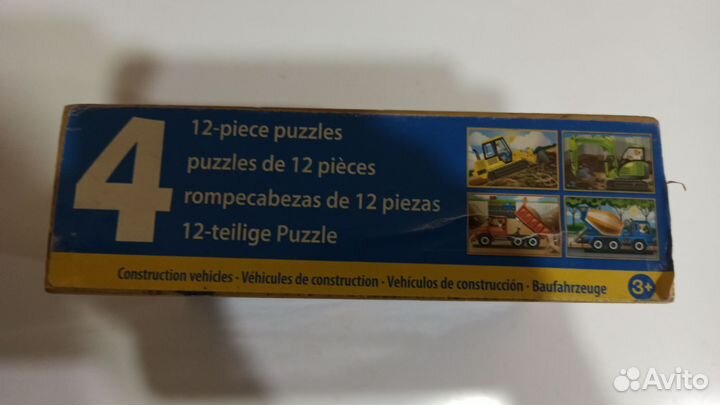 4
12-piece puzzles
puzzles de 12 pièces
rompecabezas de 12 piezas
12-teilige Puzzle
Construction vehicles · Véhicules de construction · Vehículos de construcción · Baufahrzeuge
3+
Avito